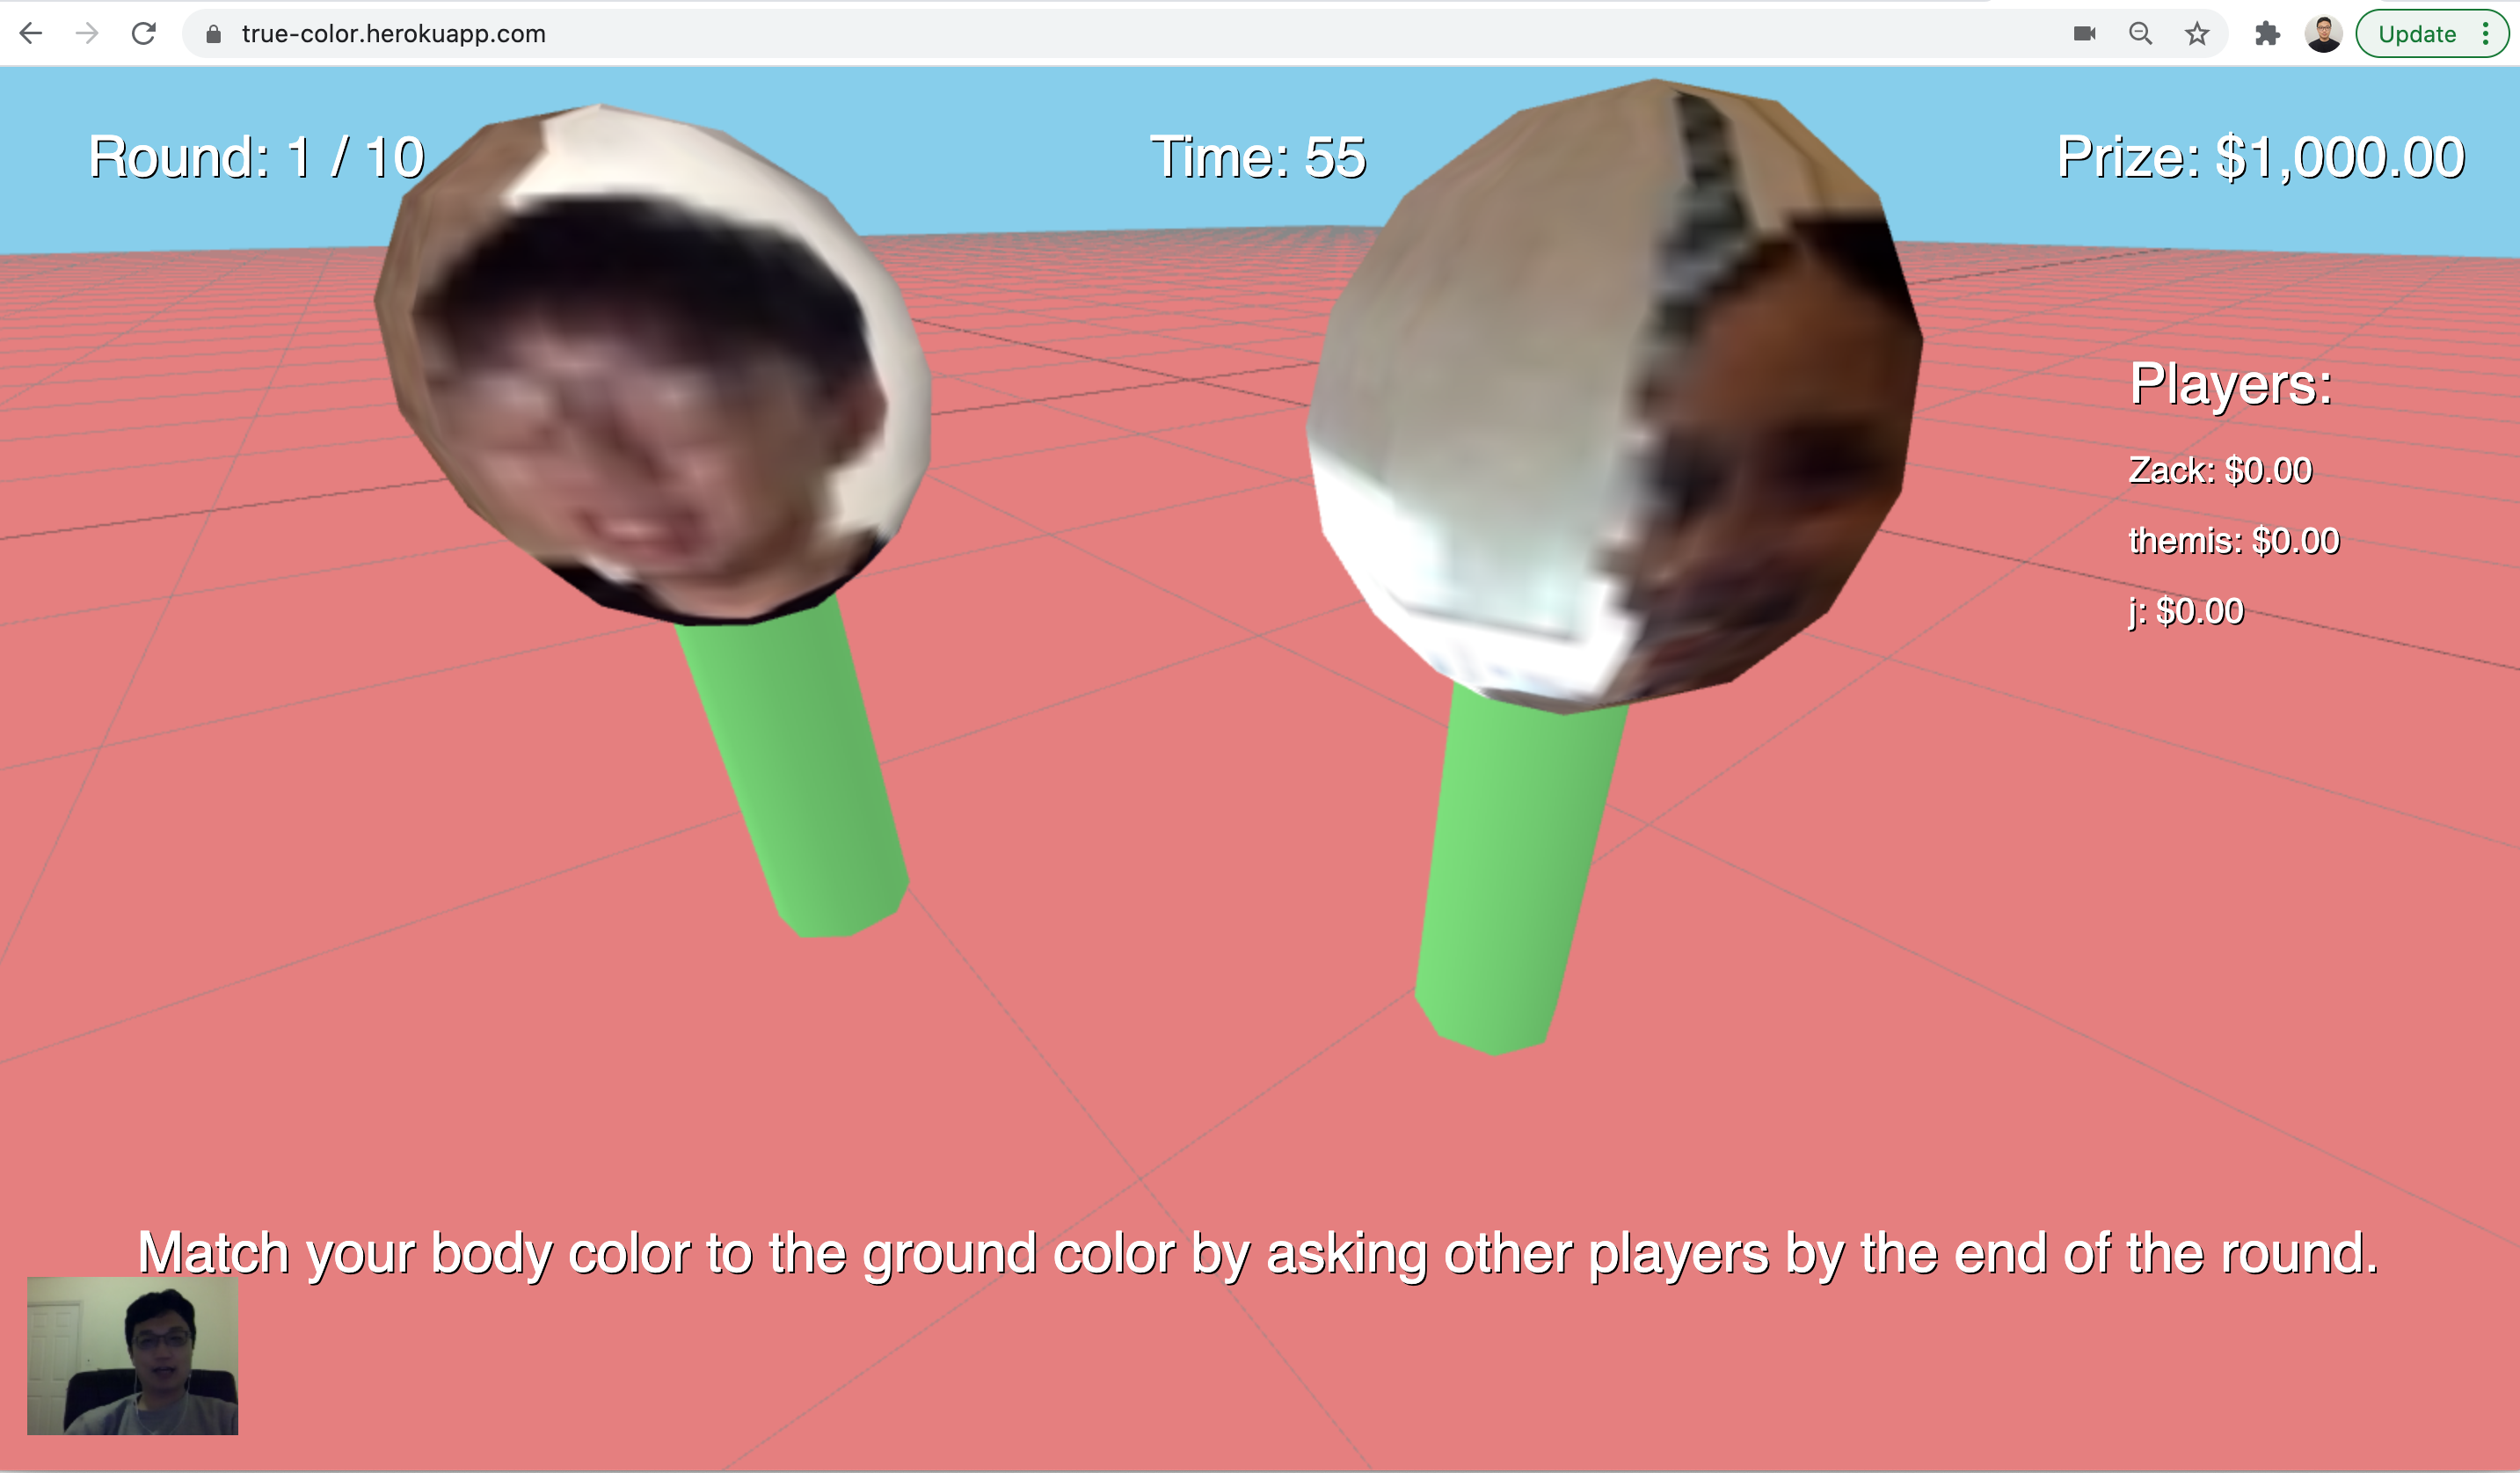 true-color.herokuapp.com
Update
Round: 1 / 10
Time: 55
Prize: $1,000.00
Players:
Zack: $0.00
themis: $0.00
j: $0.00
Match your body color to the ground color by asking other players by the end of the round.